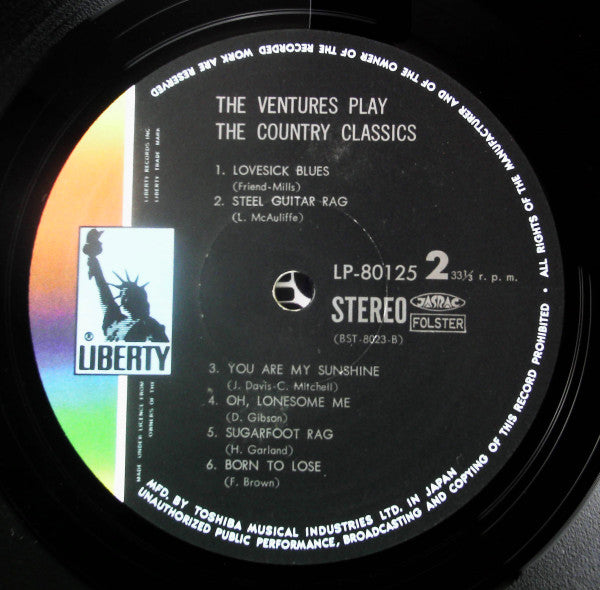 THE VENTURES PLAY
THE COUNTRY CLASSICS
1. LOVESICK BLUES
(Friend-Mills)
2. STEEL GUITAR RAG
(L. McAuliffe)
LP-80125 2 33⅓ r. p. m.
STEREO JASRAC
FOLSTER
(BST-8023-B)
3. YOU ARE MY SUNSHINE
(J. Davis-C. Mitchell)
4. OH, LONESOME ME
(D. Gibson)
5. SUGARFOOT RAG
(H. Garland)
6. BORN TO LOSE
(F. Brown)
® LIBERTY
LIBERTY RECORDS INC.
LIBERTY TRADE MARK
MADE UNDER LICENCE FROM
OWNERS OF THE
MFD. BY TOSHIBA MUSICAL INDUSTRIES LTD. IN JAPAN
UNAUTHORIZED PUBLIC PERFORMANCE, BROADCASTING AND COPYING OF THIS RECORD PROHIBITED • ALL RIGHTS OF THE MANUFACTURER AND OF THE OWNER OF THE RECORDED WORK ARE RESERVED